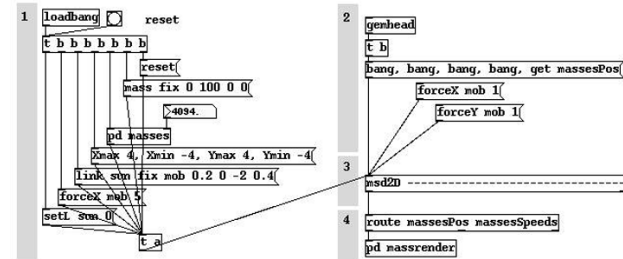 1
loadbang
reset
t b b b b b b b
reset
mass fix 0 100 0 0
4094.
pd masses
Xmax 4, Xmin -4, Ymax 4, Ymin -4
link sun fix mob 0.2 0 -2 0.4
forceX mob 5
setL sun 0
t a
2
gemhead
t b
bang, bang, bang, bang, get massesPos
forceX mob 1
forceY mob 1
3
msd2D --------------------------
4
route massesPos massesSpeeds
pd massrender